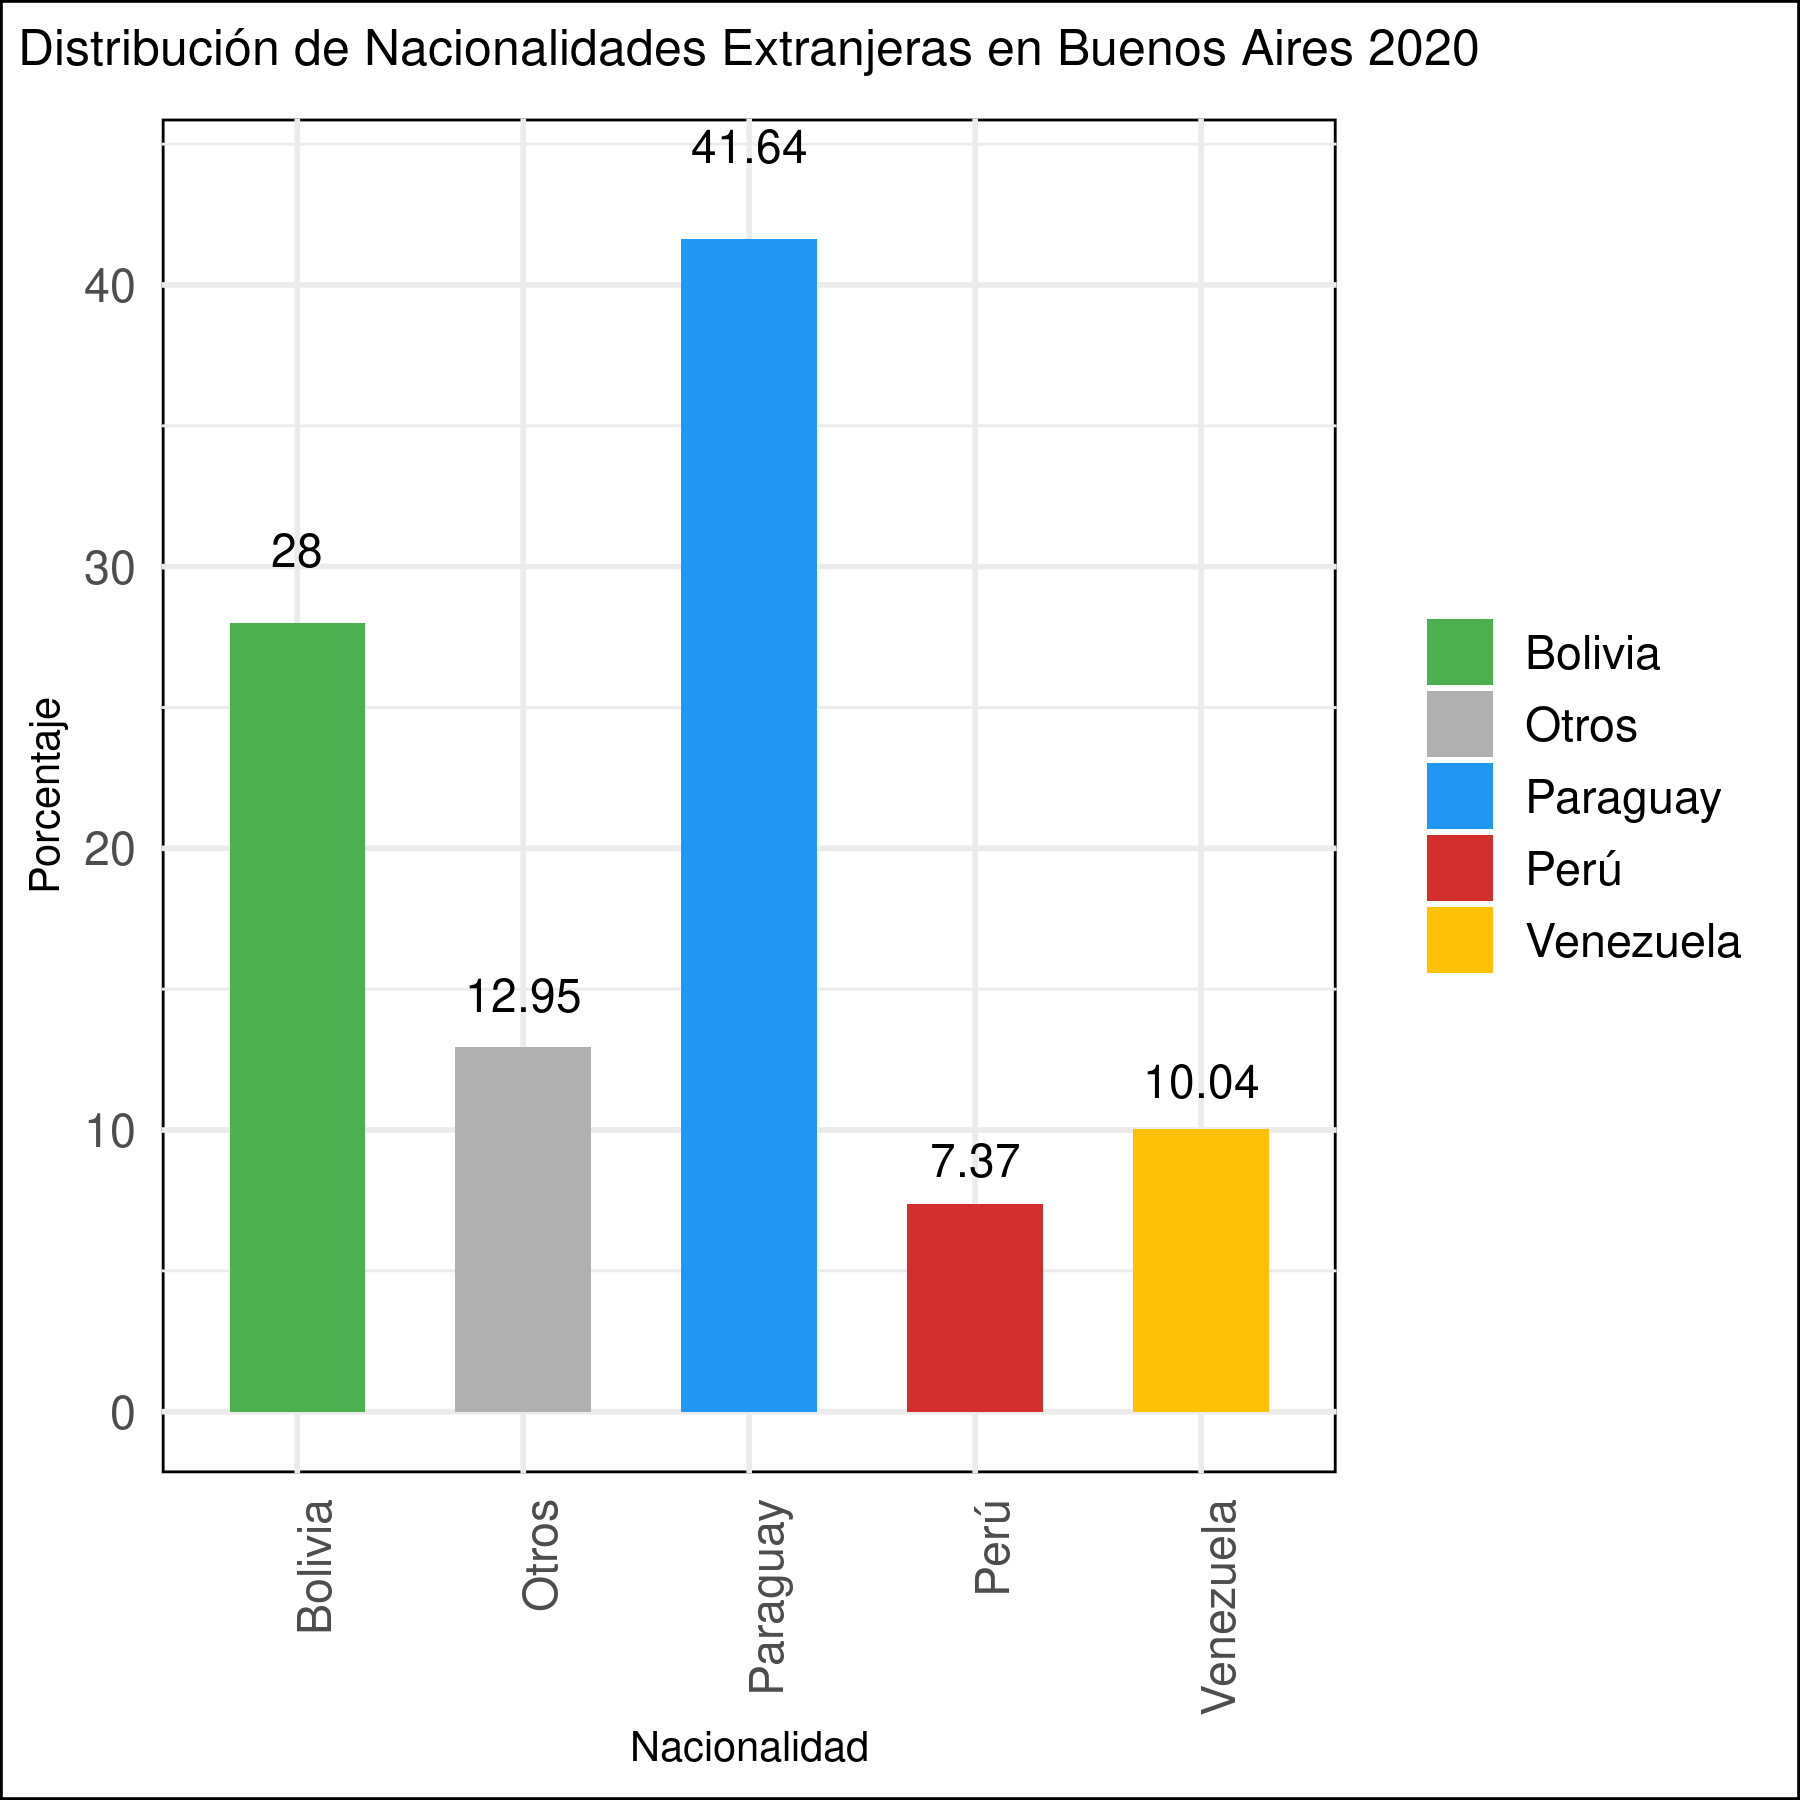 Distribución de Nacionalidades Extranjeras en Buenos Aires 2020
41.64
40
28
30
Porcentaje
20
12.95
10.04
10
7.37
0
Bolivia
Otros
Paraguay
Perú
Venezuela
Nacionalidad
Bolivia
Otros
Paraguay
Perú
Venezuela